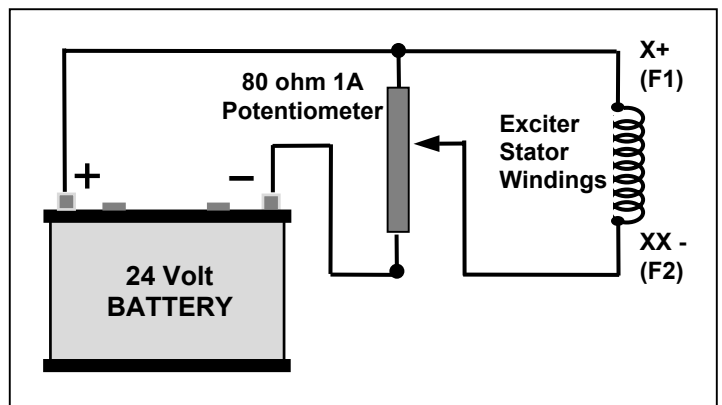 80 ohm 1A
Potentiometer
X+
(F1)
Exciter
Stator
Windings
+
−
XX -
(F2)
24 Volt
BATTERY